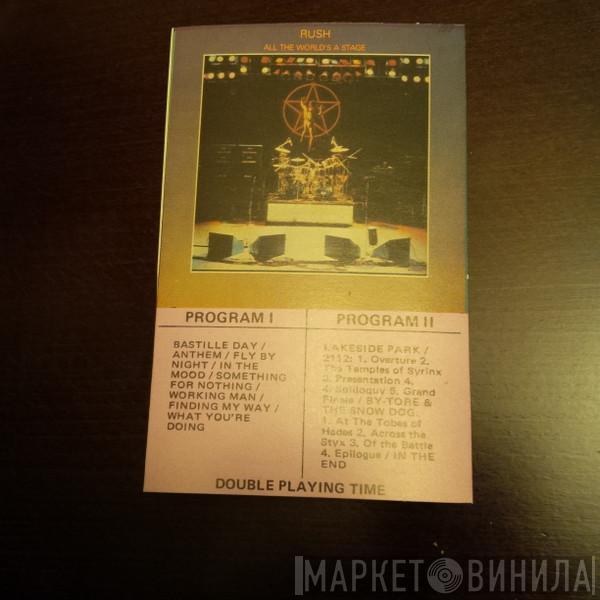 RUSH
ALL THE WORLD'S A STAGE
PROGRAM I
BASTILLE DAY /
ANTHEM / FLY BY
NIGHT / IN THE
MOOD / SOMETHING
FOR NOTHING /
WORKING MAN /
FINDING MY WAY /
WHAT YOU'RE
DOING
PROGRAM II
LAKESIDE PARK /
2112: 1. Overture 2.
The Temples of Syrinx
3. Presentation 4.
4. Soldoquy 5. Grand
Finale / BY-TORE &
THE SNOW DOG.
1. At The Tobes of
Hades 2. Across the
Styx 3. Of the Battle
4. Epilogue / IN THE
END
DOUBLE PLAYING TIME
МАРКЕТ ВИНИЛА